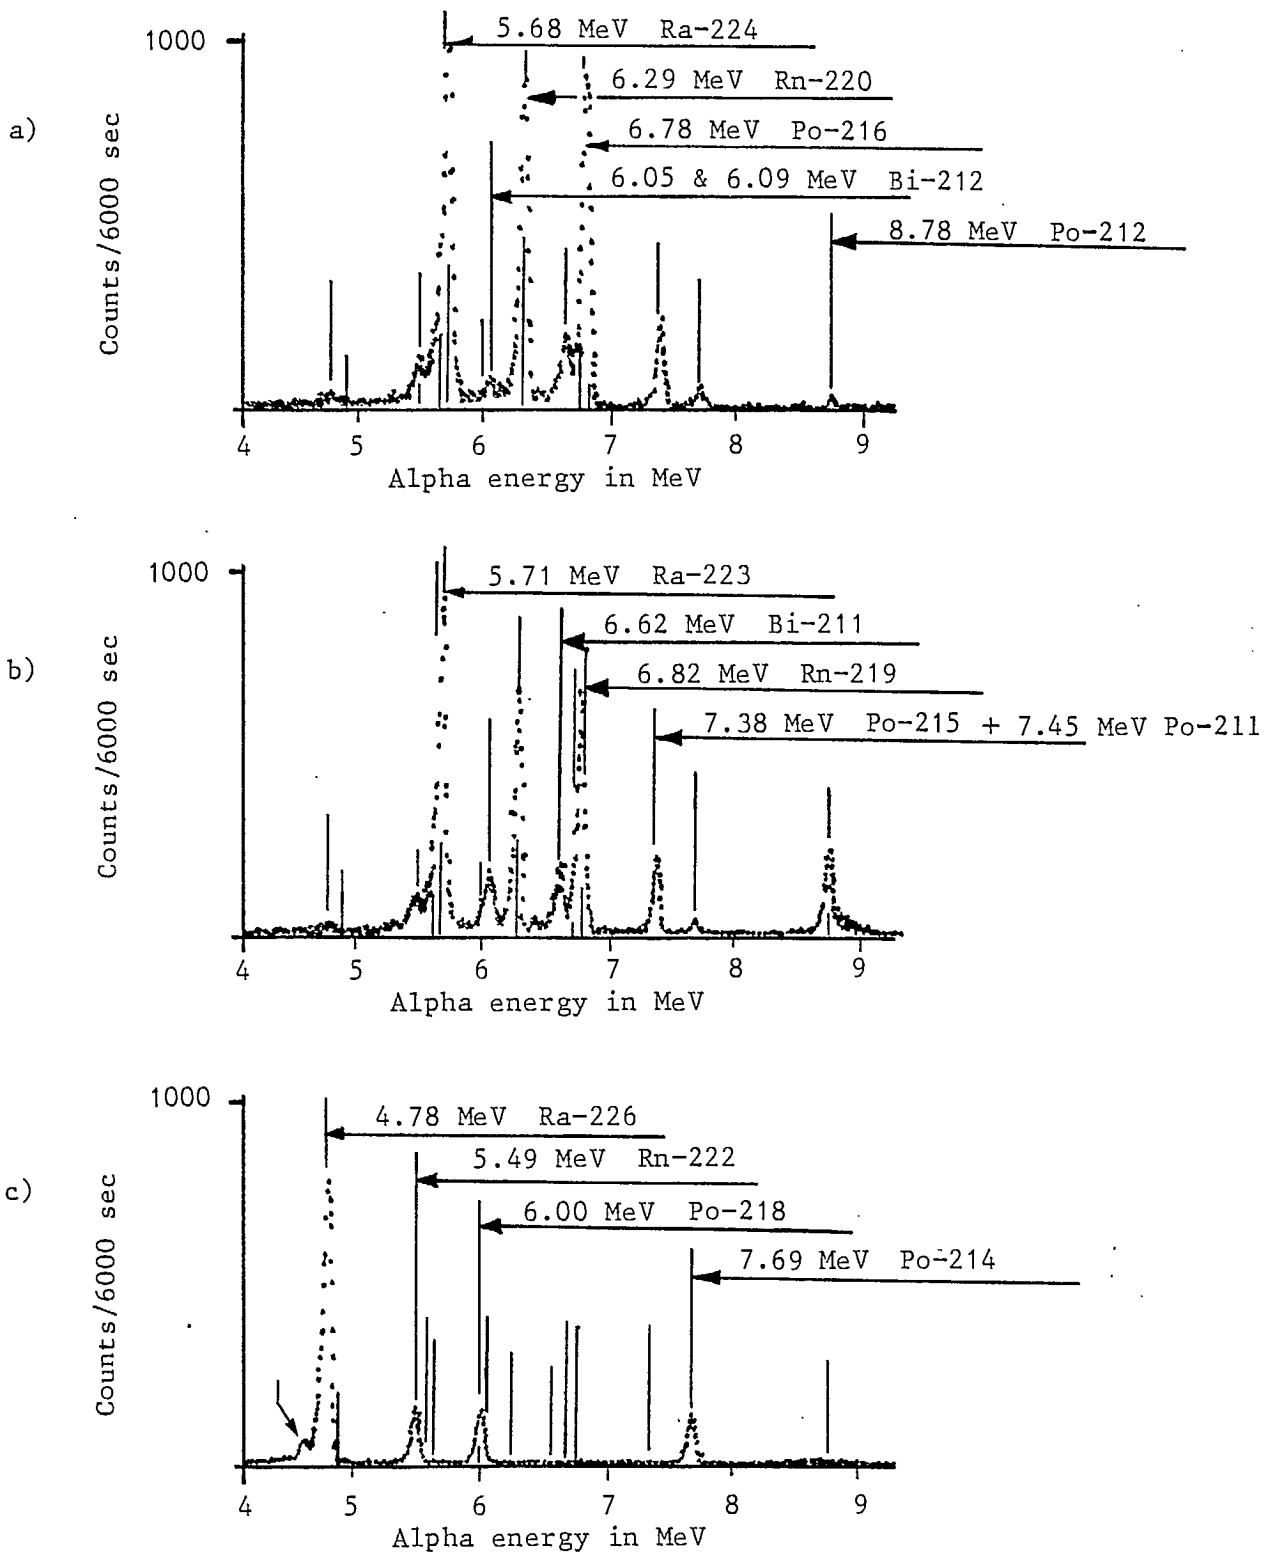 1000
5.68 MeV Ra-224
6.29 MeV Rn-220
6.78 MeV Po-216
6.05 & 6.09 MeV Bi-212
8.78 MeV Po-212
a)
Counts/6000 sec
4 5 6 7 8 9
Alpha energy in MeV
1000
5.71 MeV Ra-223
6.62 MeV Bi-211
6.82 MeV Rn-219
7.38 MeV Po-215 + 7.45 MeV Po-211
b)
Counts/6000 sec
4 5 6 7 8 9
Alpha energy in MeV
1000
4.78 MeV Ra-226
5.49 MeV Rn-222
6.00 MeV Po-218
7.69 MeV Po-214
c)
Counts/6000 sec
4 5 6 7 8 9
Alpha energy in MeV